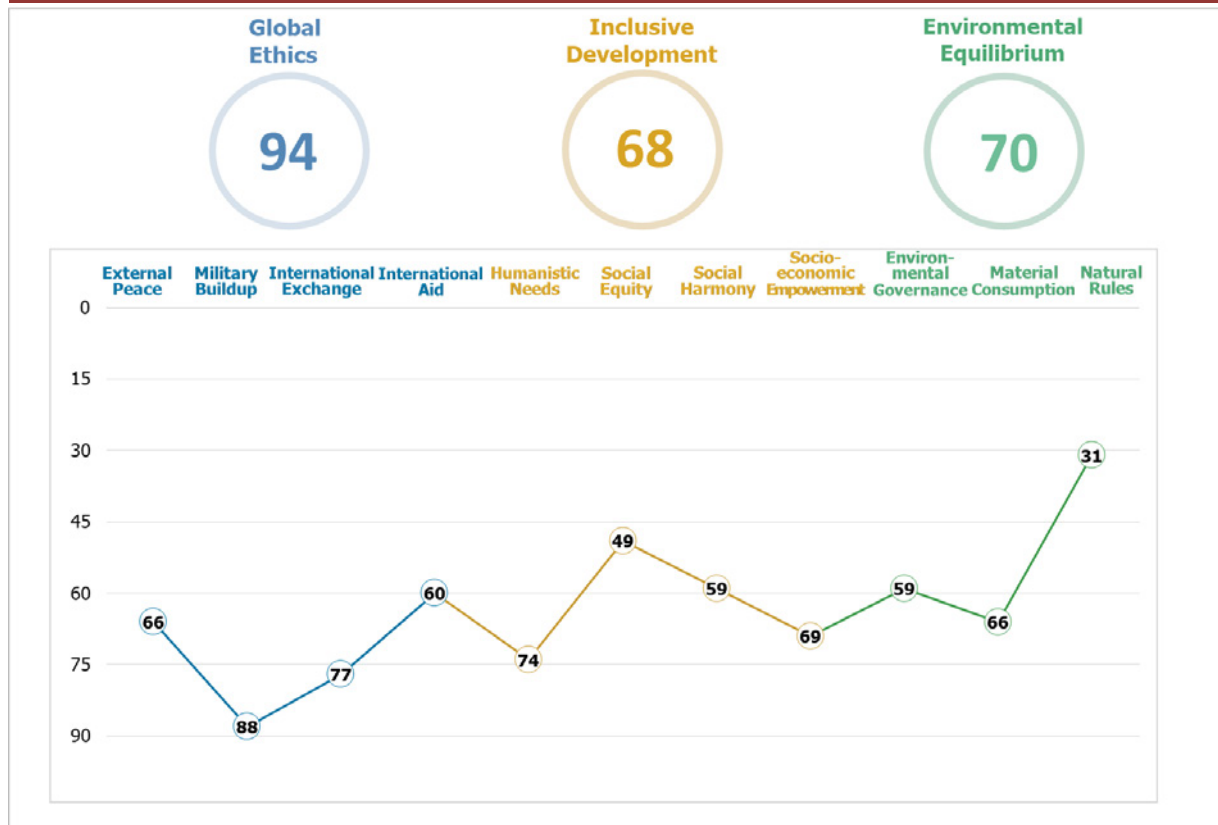 Global
Ethics
Inclusive
Development
Environmental
Equilibrium
94
68
70
External
Peace
Military
Buildup
International
Exchange
International
Aid
Humanistic
Needs
Social
Equity
Social
Harmony
Socio-
economic
Empowerment
Environ-
mental
Governance
Material
Consumption
Natural
Rules
0
15
30
45
60
75
90
66
88
77
60
74
49
59
69
59
66
31